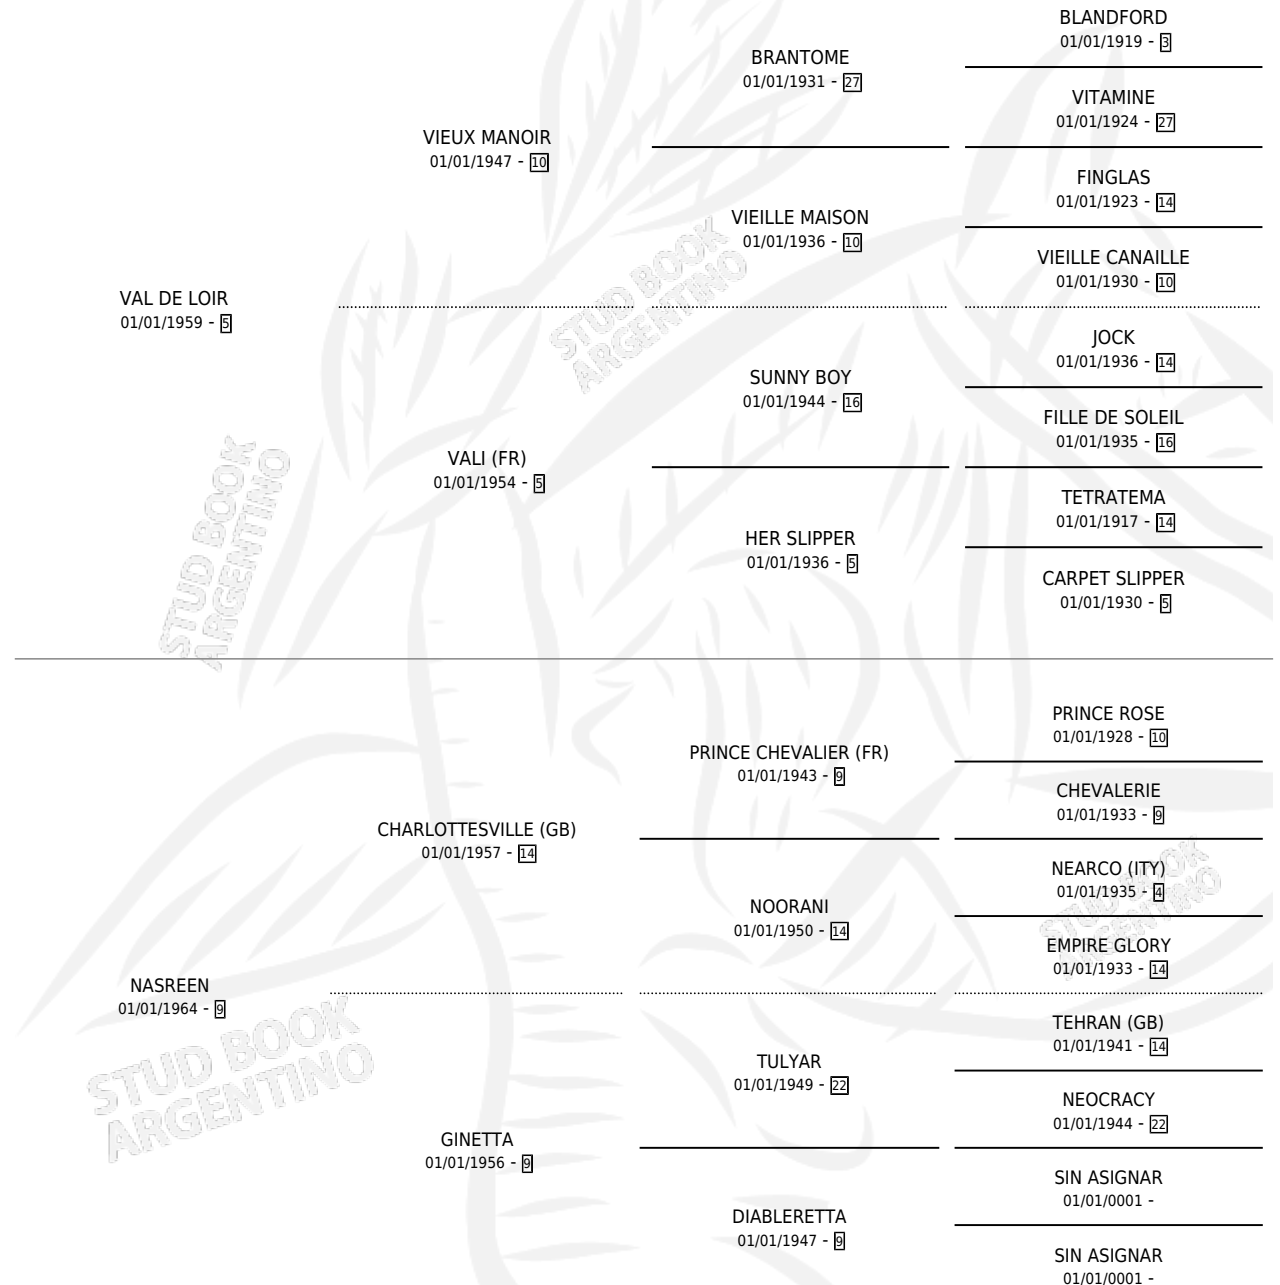 BLANDFORD
01/01/1919 - 3
BRANTOME
01/01/1931 - 27
VITAMINE
01/01/1924 - 27
VIEUX MANOIR
01/01/1947 - 10
FINGLAS
01/01/1923 - 14
VIEILLE MAISON
01/01/1936 - 10
VIEILLE CANAILLE
01/01/1930 - 10
VAL DE LOIR
01/01/1959 - 5
JOCK
01/01/1936 - 14
SUNNY BOY
01/01/1944 - 16
FILLE DE SOLEIL
01/01/1935 - 16
VALI (FR)
01/01/1954 - 5
TETRATEMA
01/01/1917 - 14
HER SLIPPER
01/01/1936 - 5
CARPET SLIPPER
01/01/1930 - 5
STUD BOOK
ARGENTINO
STUD BOOK
ARGENTINO
PRINCE ROSE
01/01/1928 - 10
PRINCE CHEVALIER (FR)
01/01/1943 - 9
CHEVALERIE
01/01/1933 - 9
CHARLOTTESVILLE (GB)
01/01/1957 - 14
NEARCO (ITY)
01/01/1935 - 4
NOORANI
01/01/1950 - 14
EMPIRE GLORY
01/01/1933 - 14
STUD BOOK
ARGENTINO
NASREEN
01/01/1964 - 9
TEHRAN (GB)
01/01/1941 - 14
TULYAR
01/01/1949 - 22
NEOCRACY
01/01/1944 - 22
STUD BOOK
ARGENTINO
GINETTA
01/01/1956 - 9
SIN ASIGNAR
01/01/0001 -
DIABLERETTA
01/01/1947 - 9
SIN ASIGNAR
01/01/0001 -